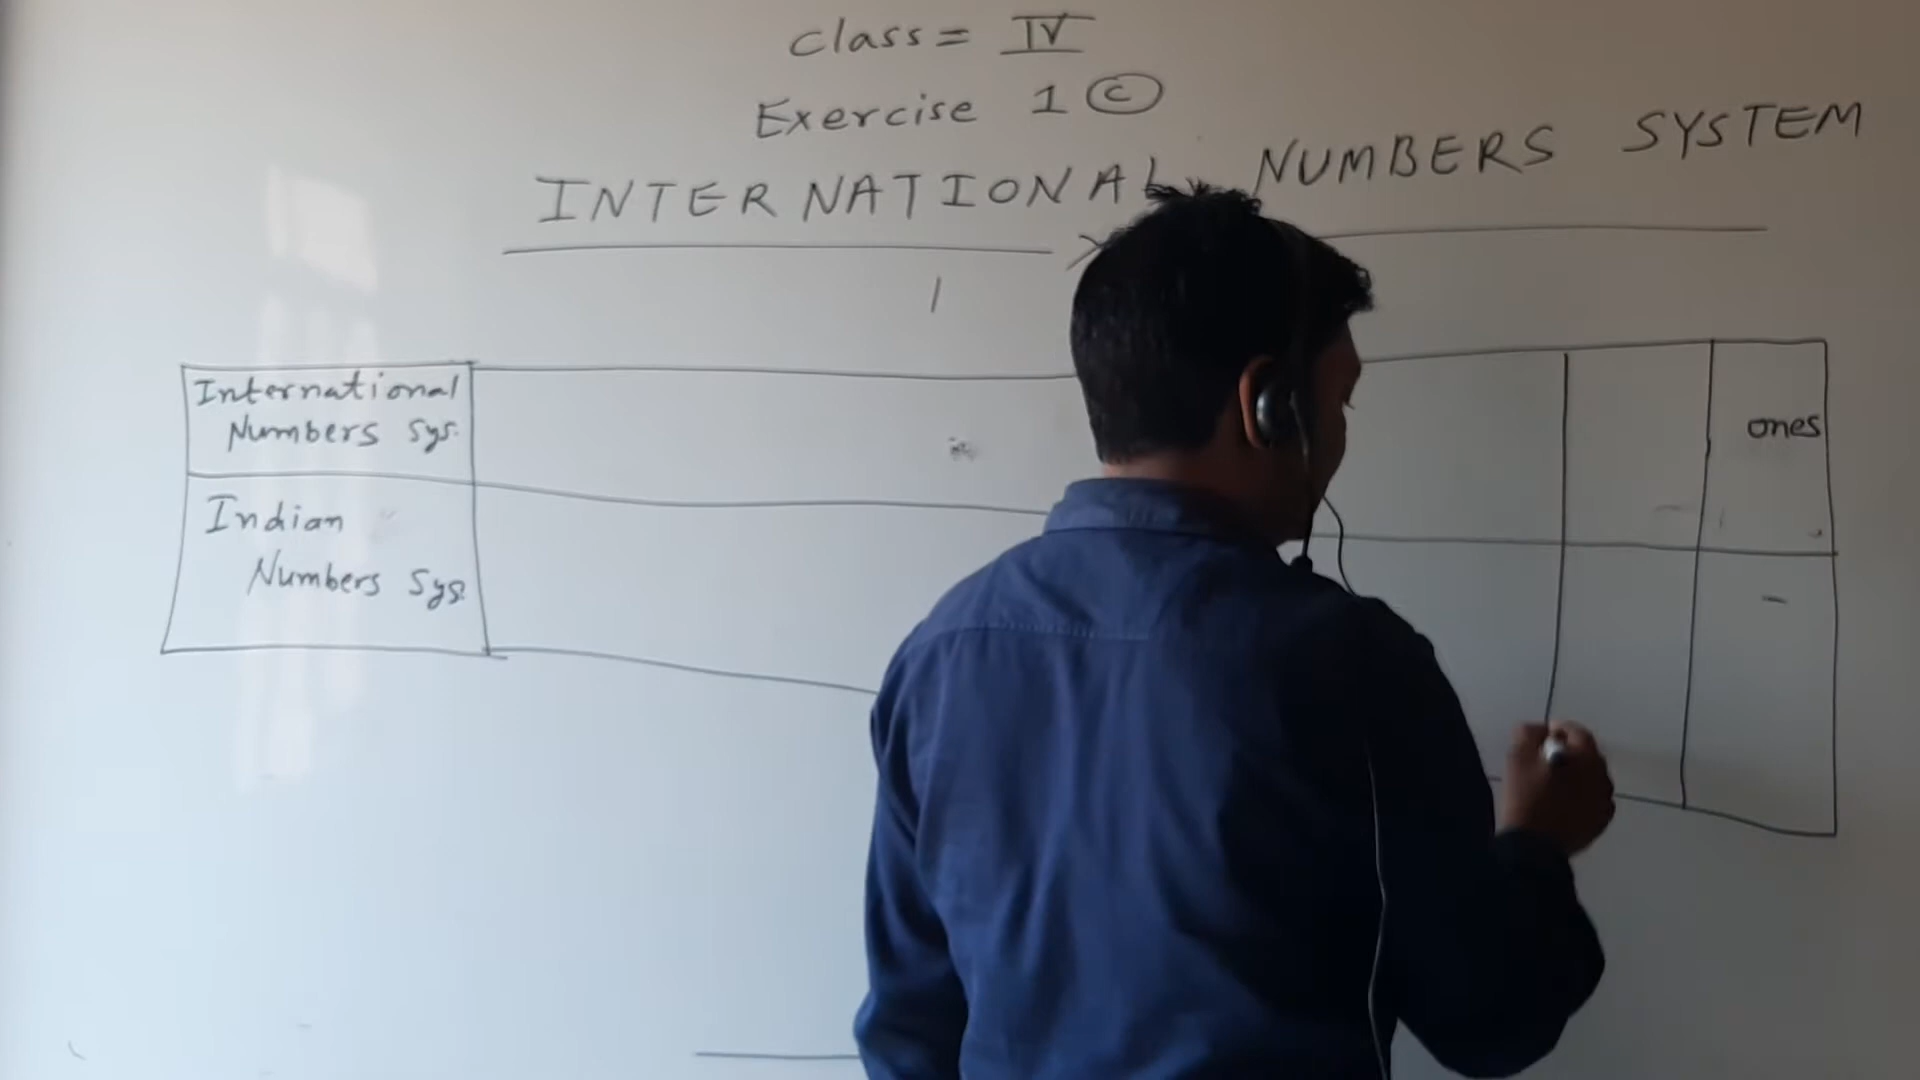 class = IV
Exercise 1 ©
INTERNATIONAL NUMBERS SYSTEM
International
Numbers Sys.
ones
Indian
Numbers Sys.